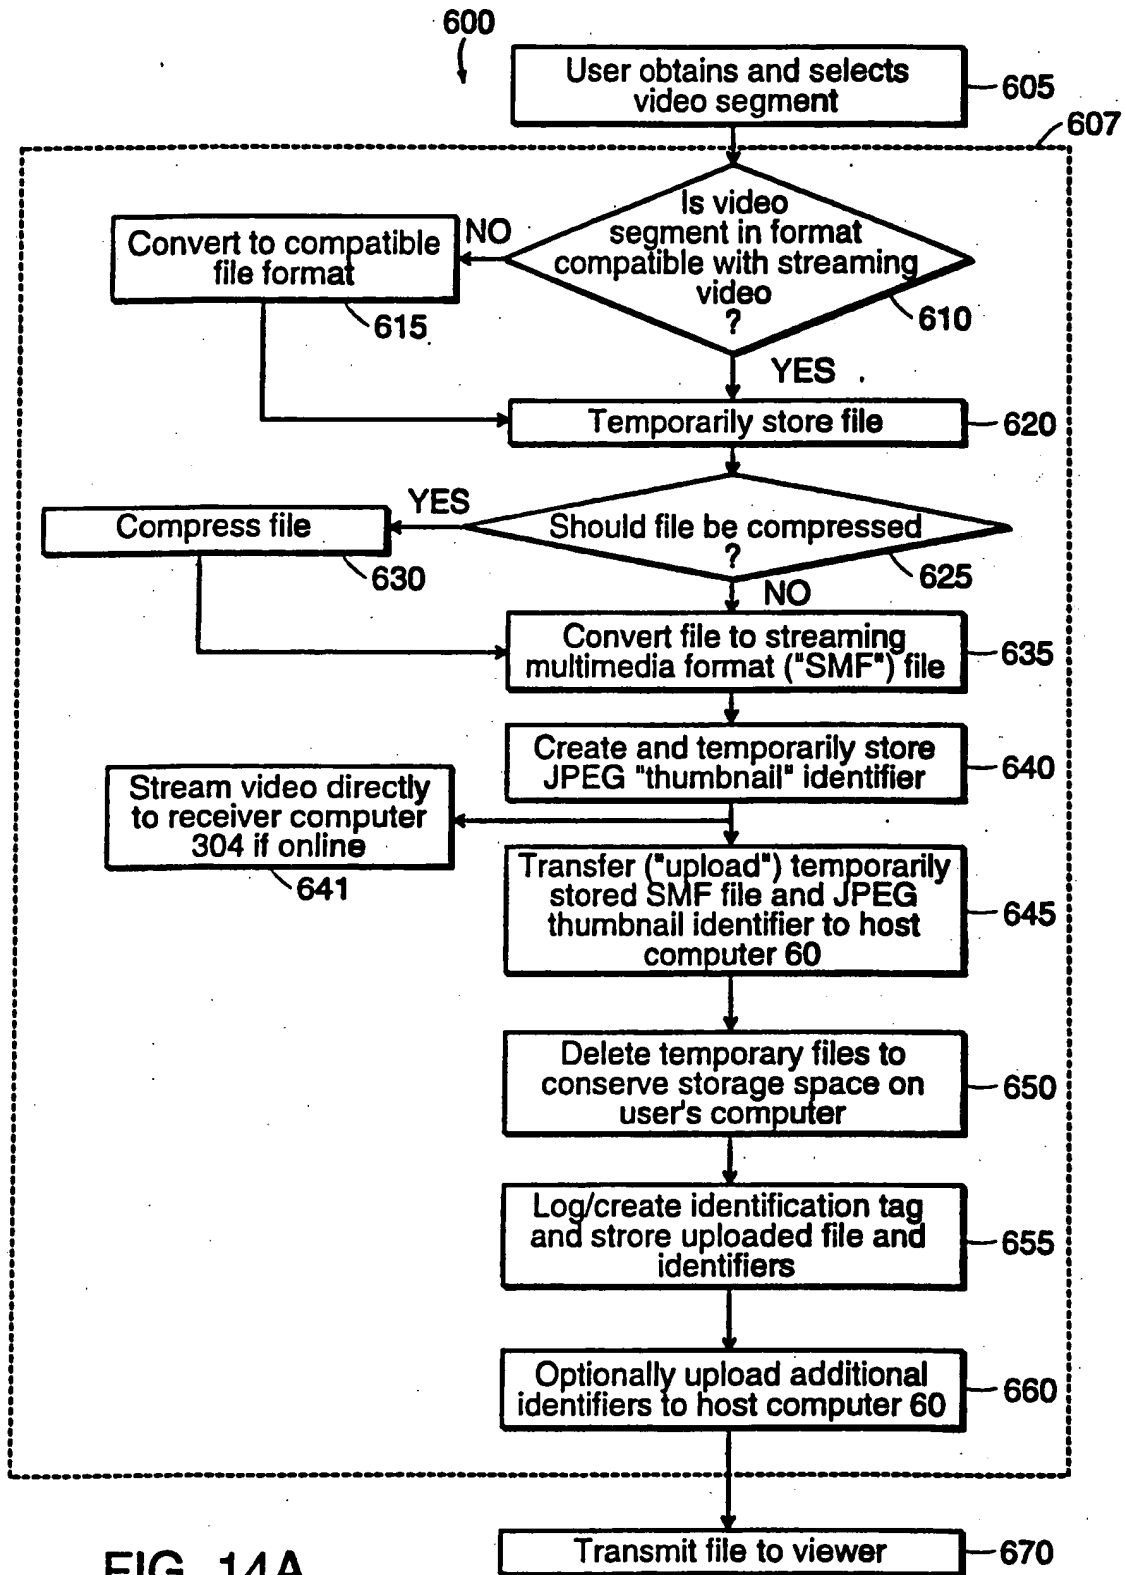 600
User obtains and selects
video segment
605
607
Is video
segment in format
compatible with streaming
video
?
610
NO
Convert to compatible
file format
615
YES
Temporarily store file
620
Should file be compressed
?
625
YES
Compress file
630
NO
Convert file to streaming
multimedia format ("SMF") file
635
Create and temporarily store
JPEG "thumbnail" identifier
640
Stream video directly
to receiver computer
304 if online
641
Transfer ("upload") temporarily
stored SMF file and JPEG
thumbnail identifier to host
computer 60
645
Delete temporary files to
conserve storage space on
user's computer
650
Log/create identification tag
and strore uploaded file and
identifiers
655
Optionally upload additional
identifiers to host computer 60
660
Transmit file to viewer
670
FIG. 14A